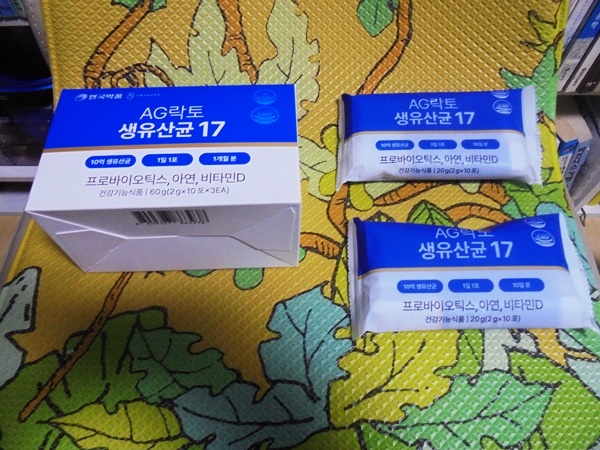 안국약품
AG락토
생유산균 17
10억 생유산균 1일 1포 1개월 분
프로바이오틱스, 아연, 비타민D
건강기능식품 | 60g(2g×10포×3EA)
AG락토
생유산균 17
10억 생유산균 1일 1포 10일 분
프로바이오틱스, 아연, 비타민D
건강기능식품 | 20g(2g×10포)
AG락토
생유산균 17
10억 생유산균 1일 1포 10일 분
프로바이오틱스, 아연, 비타민D
건강기능식품 | 20g(2g×10포)